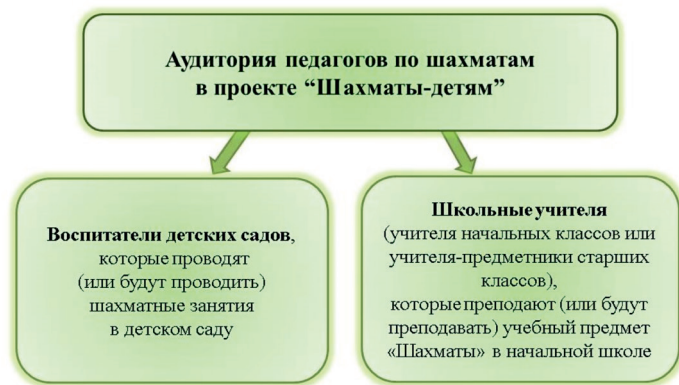 Аудитория педагогов по шахматам
в проекте “Шахматы-детям”
Воспитатели детских садов,
которые проводят
(или будут проводить)
шахматные занятия
в детском саду
Школьные учителя
(учителя начальных классов или
учителя-предметники старших
классов),
которые преподают (или будут
преподавать) учебный предмет
«Шахматы» в начальной школе